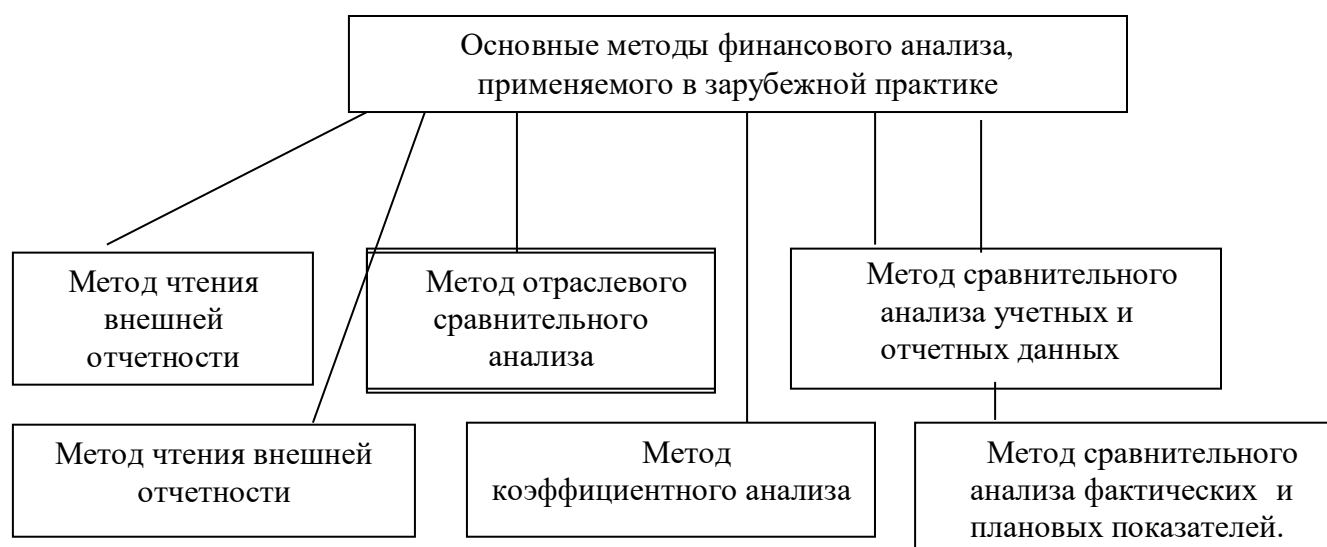 Основные методы финансового анализа,
применяемого в зарубежной практике
Метод чтения
внешней
отчетности
Метод отраслевого
сравнительного
анализа
Метод сравнительного
анализа учетных и
отчетных данных
Метод чтения внешней
отчетности
Метод
коэффициентного анализа
Метод сравнительного
анализа фактических и
плановых показателей.